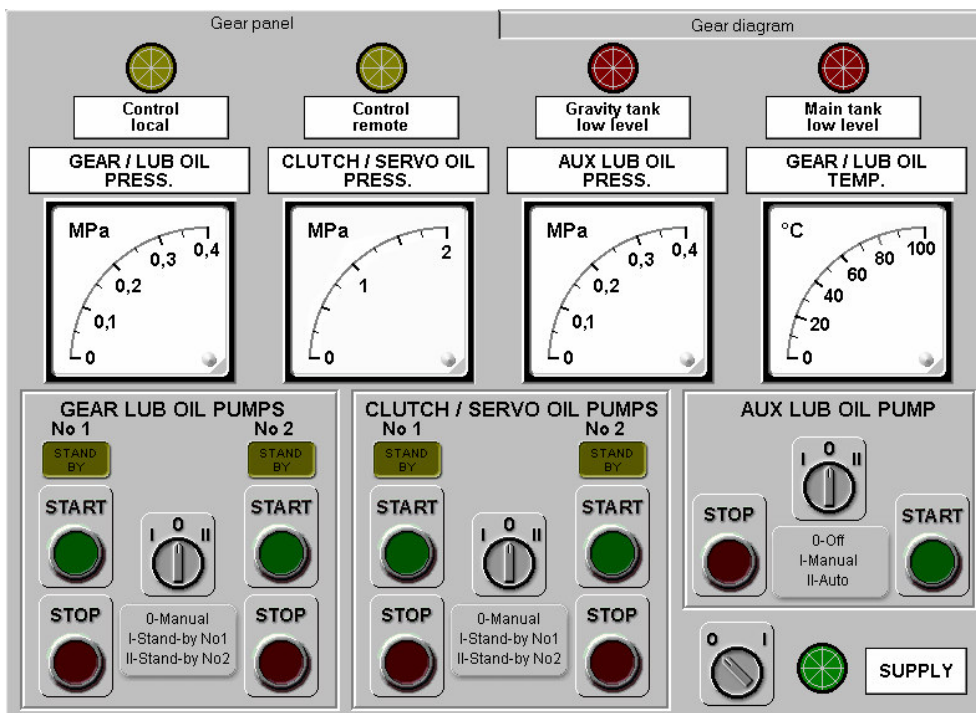 Gear panel
Gear diagram
Control
local
Control
remote
Gravity tank
low level
Main tank
low level
GEAR / LUB OIL
PRESS.
CLUTCH / SERVO OIL
PRESS.
AUX LUB OIL
PRESS.
GEAR / LUB OIL
TEMP.
MPa
0,4
0,3
0,2
0,1
0
MPa
2
1
0
MPa
0,4
0,3
0,2
0,1
0
°C
100
80
60
40
20
0
GEAR LUB OIL PUMPS
No 1
No 2
STAND
BY
STAND
BY
START
START
I 0 II
STOP
STOP
0-Manual
I-Stand-by No1
II-Stand-by No2
CLUTCH / SERVO OIL PUMPS
No 1
No 2
STAND
BY
STAND
BY
START
START
I 0 II
STOP
STOP
0-Manual
I-Stand-by No1
II-Stand-by No2
AUX LUB OIL PUMP
I 0 II
STOP
START
0-Off
I-Manual
II-Auto
0 I
SUPPLY